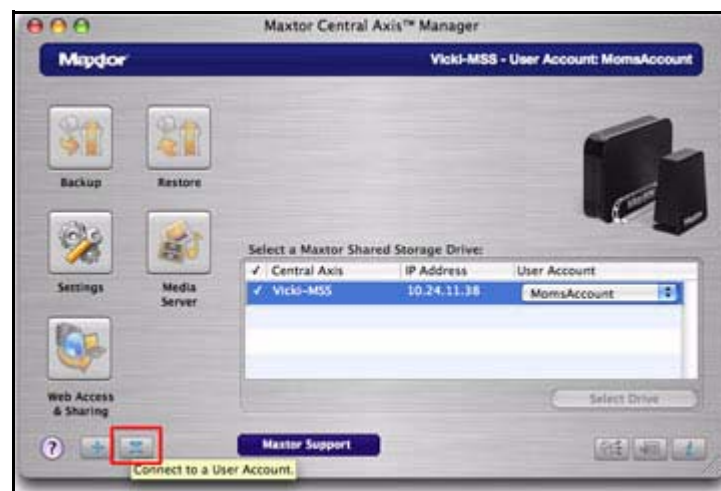 Maxtor Central Axis™ Manager
Maxtor
Vicki-MSS - User Account: MomsAccount
Backup
Restore
Settings
Media Server
Web Access & Sharing
Select a Maxtor Shared Storage Drive:
✓ Central Axis IP Address User Account
✓ Vicki-MSS 10.24.11.38 MomsAccount
Select Drive
?
+
Maxtor Support
i
Connect to a User Account.